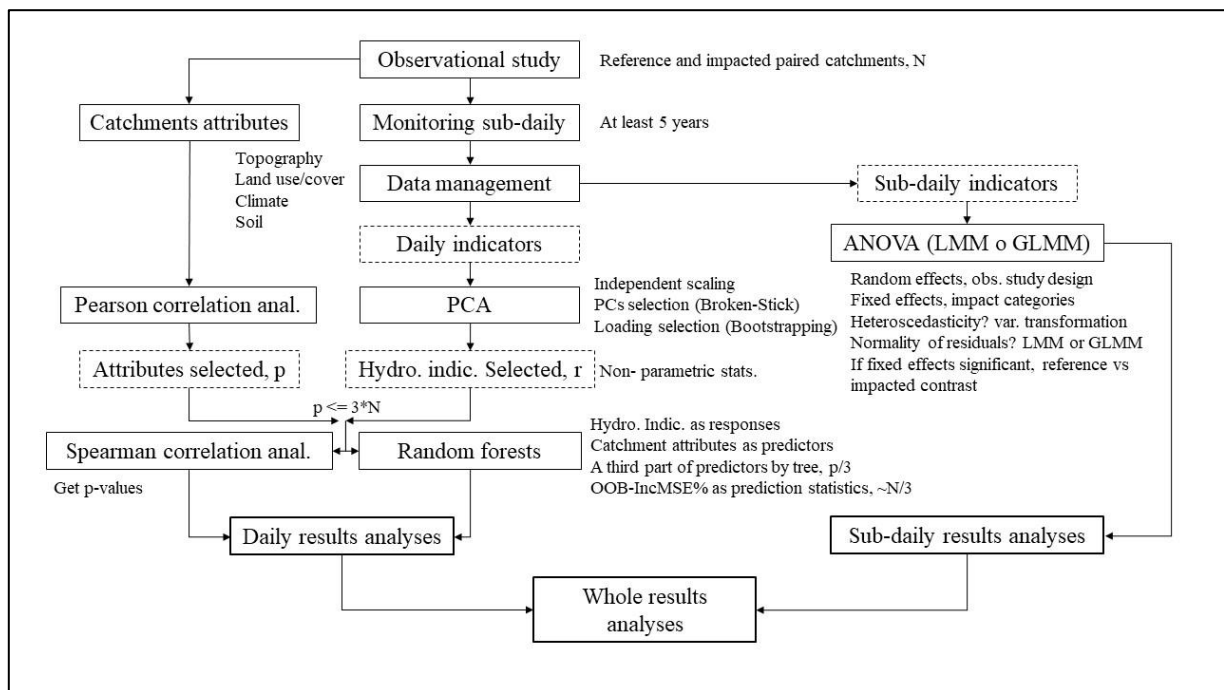 Observational study
Reference and impacted paired catchments, N
Catchments attributes
Monitoring sub-daily
At least 5 years
Topography
Land use/cover
Climate
Soil
Data management
Sub-daily indicators
Daily indicators
ANOVA (LMM o GLMM)
Random effects, obs. study design
Fixed effects, impact categories
Heteroscedasticity? var. transformation
Normality of residuals? LMM or GLMM
If fixed effects significant, reference vs
impacted contrast
Pearson correlation anal.
PCA
Independent scaling
PCs selection (Broken-Stick)
Loading selection (Bootstrapping)
Attributes selected, p
Hydro. indic. Selected, r
Non- parametric stats.
p <= 3*N
Spearman correlation anal.
Random forests
Hydro. Indic. as responses
Catchment attributes as predictors
A third part of predictors by tree, p/3
OOB-IncMSE% as prediction statistics, ~N/3
Get p-values
Daily results analyses
Sub-daily results analyses
Whole results
analyses